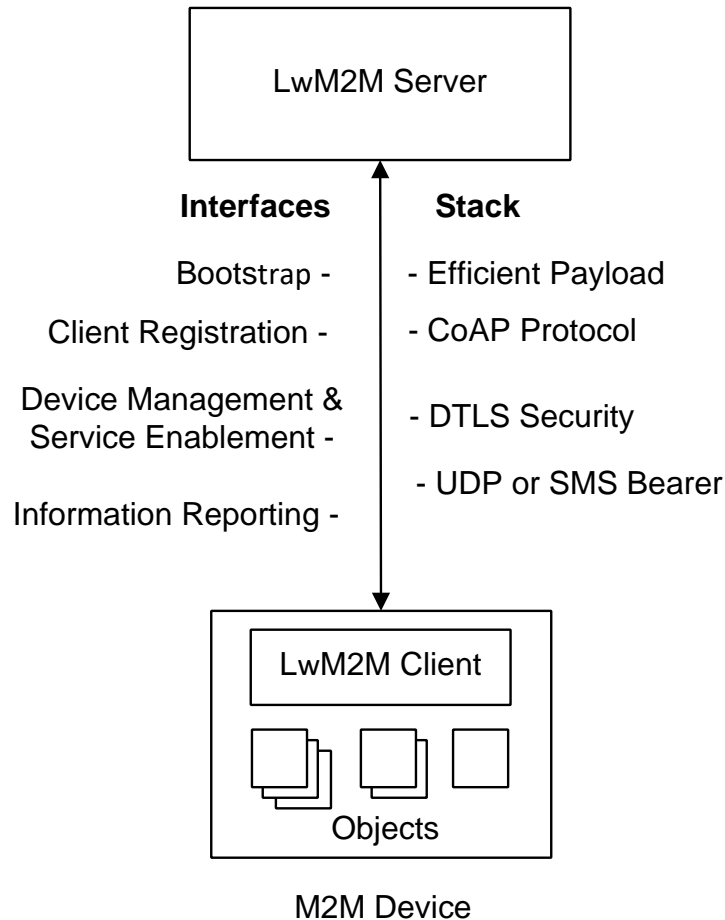 LwM2M Server
Interfaces
Stack
Bootstrap -
- Efficient Payload
Client Registration -
- CoAP Protocol
Device Management &
Service Enablement -
- DTLS Security
- UDP or SMS Bearer
Information Reporting -
LwM2M Client
Objects
M2M Device